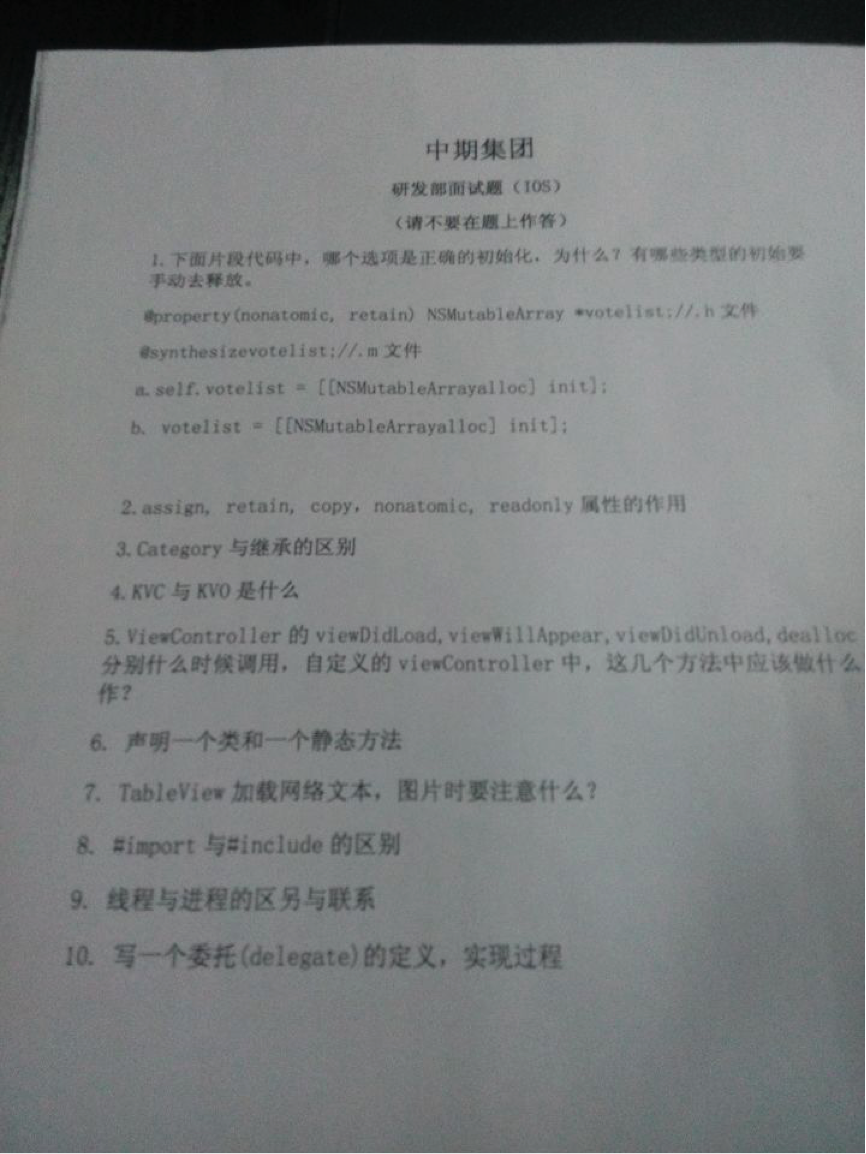 中期集团
研发部面试题（IOS）
（请不要在题上作答）
1.下面片段代码中，哪个选项是正确的初始化，为什么？有哪些类型的初始要
手动去释放。
@property(nonatomic, retain) NSMutableArray *votelist;//.h 文件
@synthesizevotelist;//.m 文件
a.self.votelist = [[NSMutableArrayalloc] init];
b. votelist = [[NSMutableArrayalloc] init];
2.assign, retain, copy, nonatomic, readonly 属性的作用
3.Category 与继承的区别
4.KVC 与 KVO 是什么
5.ViewController 的 viewDidLoad,viewWillAppear,viewDidUnload,dealloc
分别什么时候调用，自定义的 viewController 中，这几个方法中应该做什么
作？
6. 声明一个类和一个静态方法
7. TableView 加载网络文本，图片时要注意什么？
8. #import 与#include 的区别
9. 线程与进程的区另与联系
10. 写一个委托(delegate)的定义，实现过程